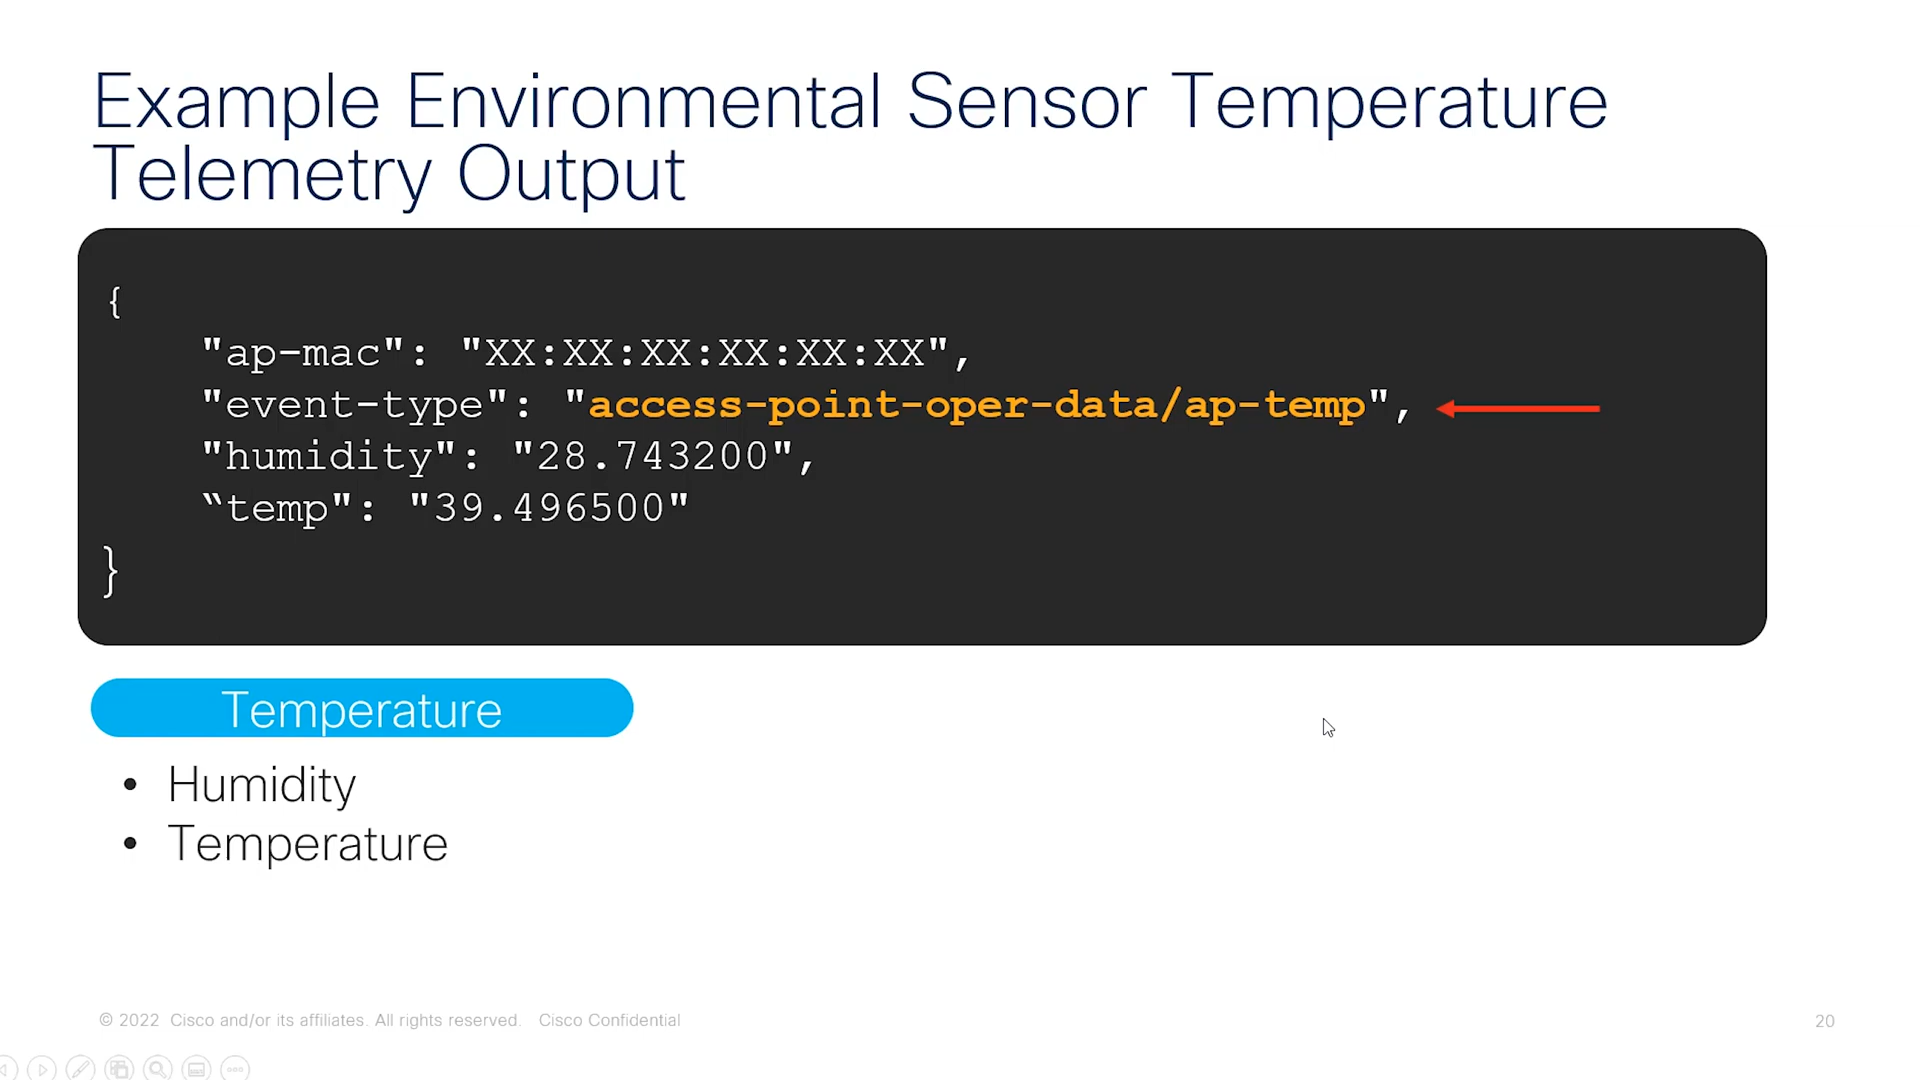 Example Environmental Sensor Temperature
Telemetry Output
{
"ap-mac": "XX:XX:XX:XX:XX:XX",
"event-type": "access-point-oper-data/ap-temp",
"humidity": "28.743200",
“temp": "39.496500"
}
Temperature
• Humidity
• Temperature
© 2022 Cisco and/or its affiliates. All rights reserved. Cisco Confidential
20